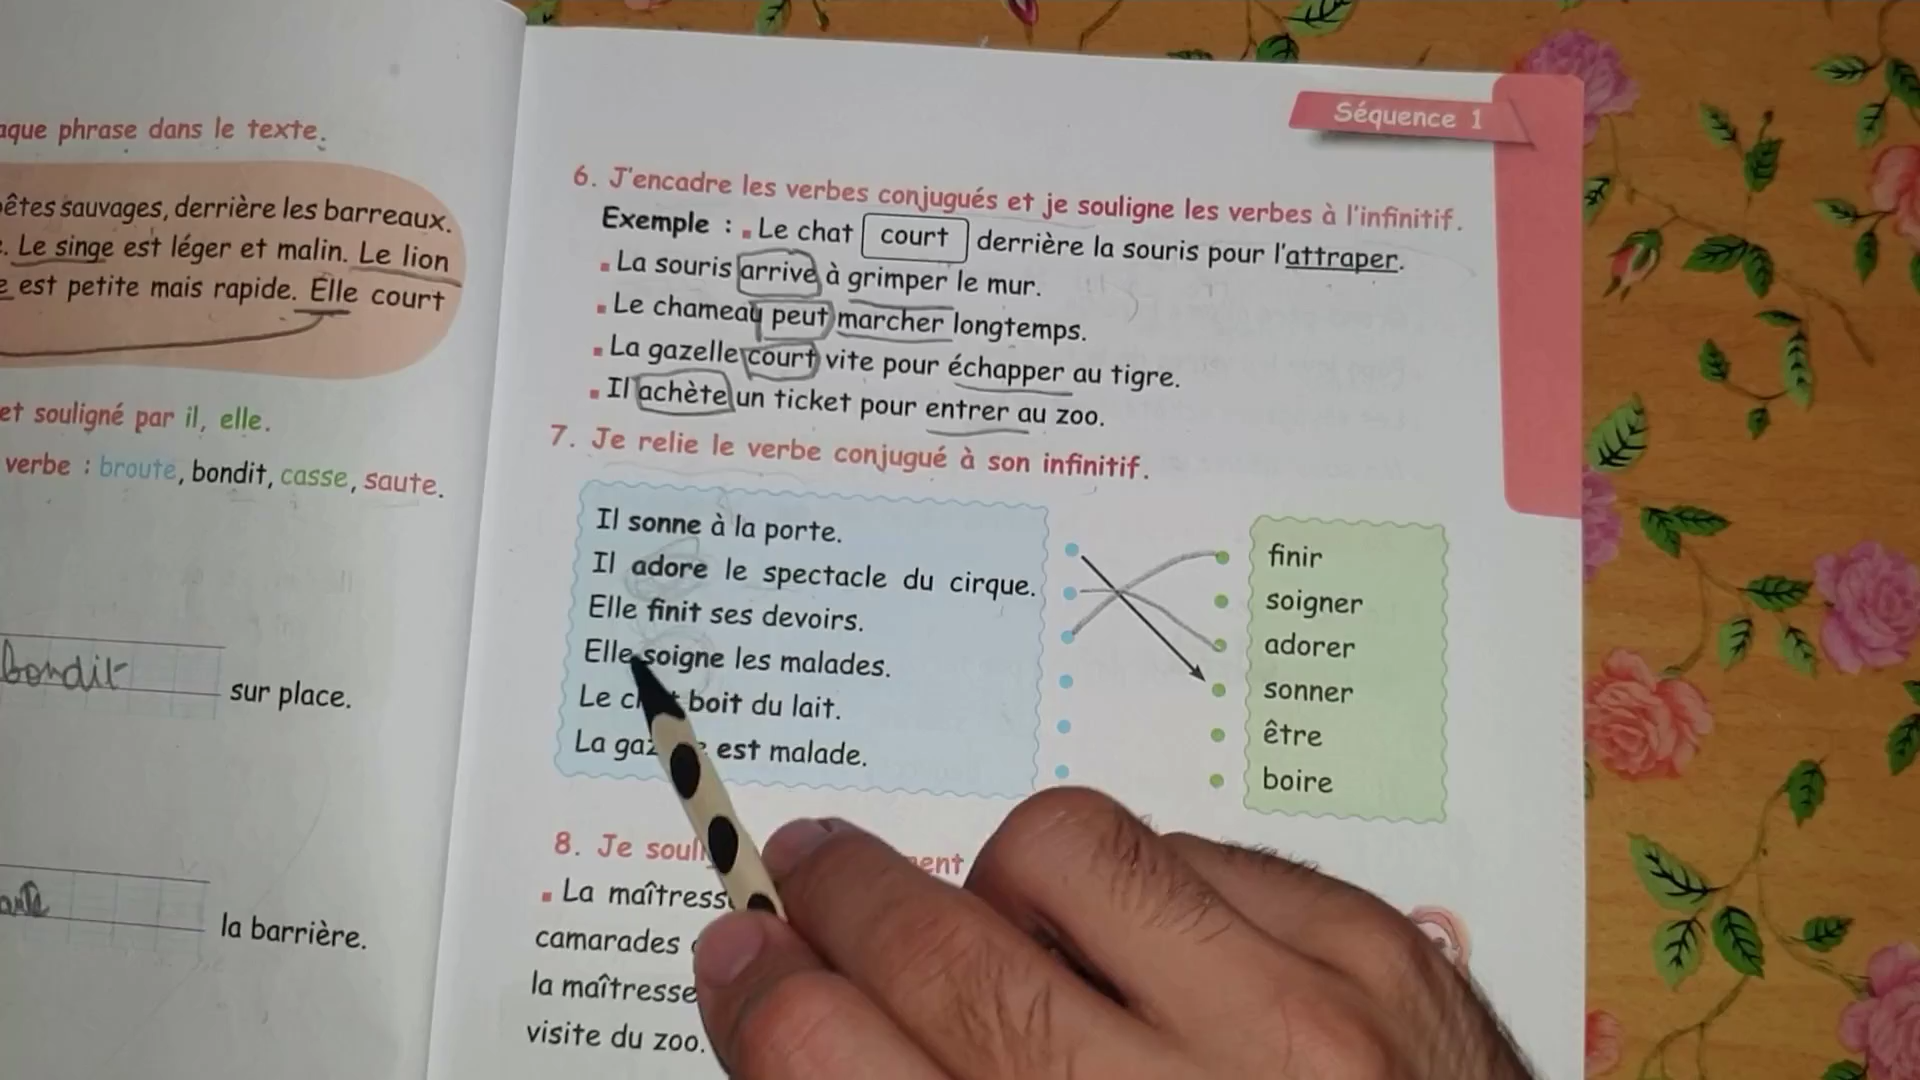 phrase dans le texte.
êtes sauvages, derrière les barreaux.
Le singe est léger et malin. Le lion
est petite mais rapide. Elle court
et souligné par il, elle.
verbe : broute, bondit, casse, saute.
bondit sur place.
la barrière.
Séquence 1
6. J'encadre les verbes conjugués et je souligne les verbes à l'infinitif.
Exemple : ▪ Le chat court derrière la souris pour l'attraper.
▪ La souris arrive à grimper le mur.
▪ Le chameau peut marcher longtemps.
▪ La gazelle court vite pour échapper au tigre.
▪ Il achète un ticket pour entrer au zoo.
7. Je relie le verbe conjugué à son infinitif.
Il sonne à la porte.
Il adore le spectacle du cirque.
Elle finit ses devoirs.
Elle soigne les malades.
Le boit du lait.
La est malade.
finir
soigner
adorer
sonner
être
boire
8. Je
▪ La maîtresse
camarades
la maîtresse
visite du zoo.